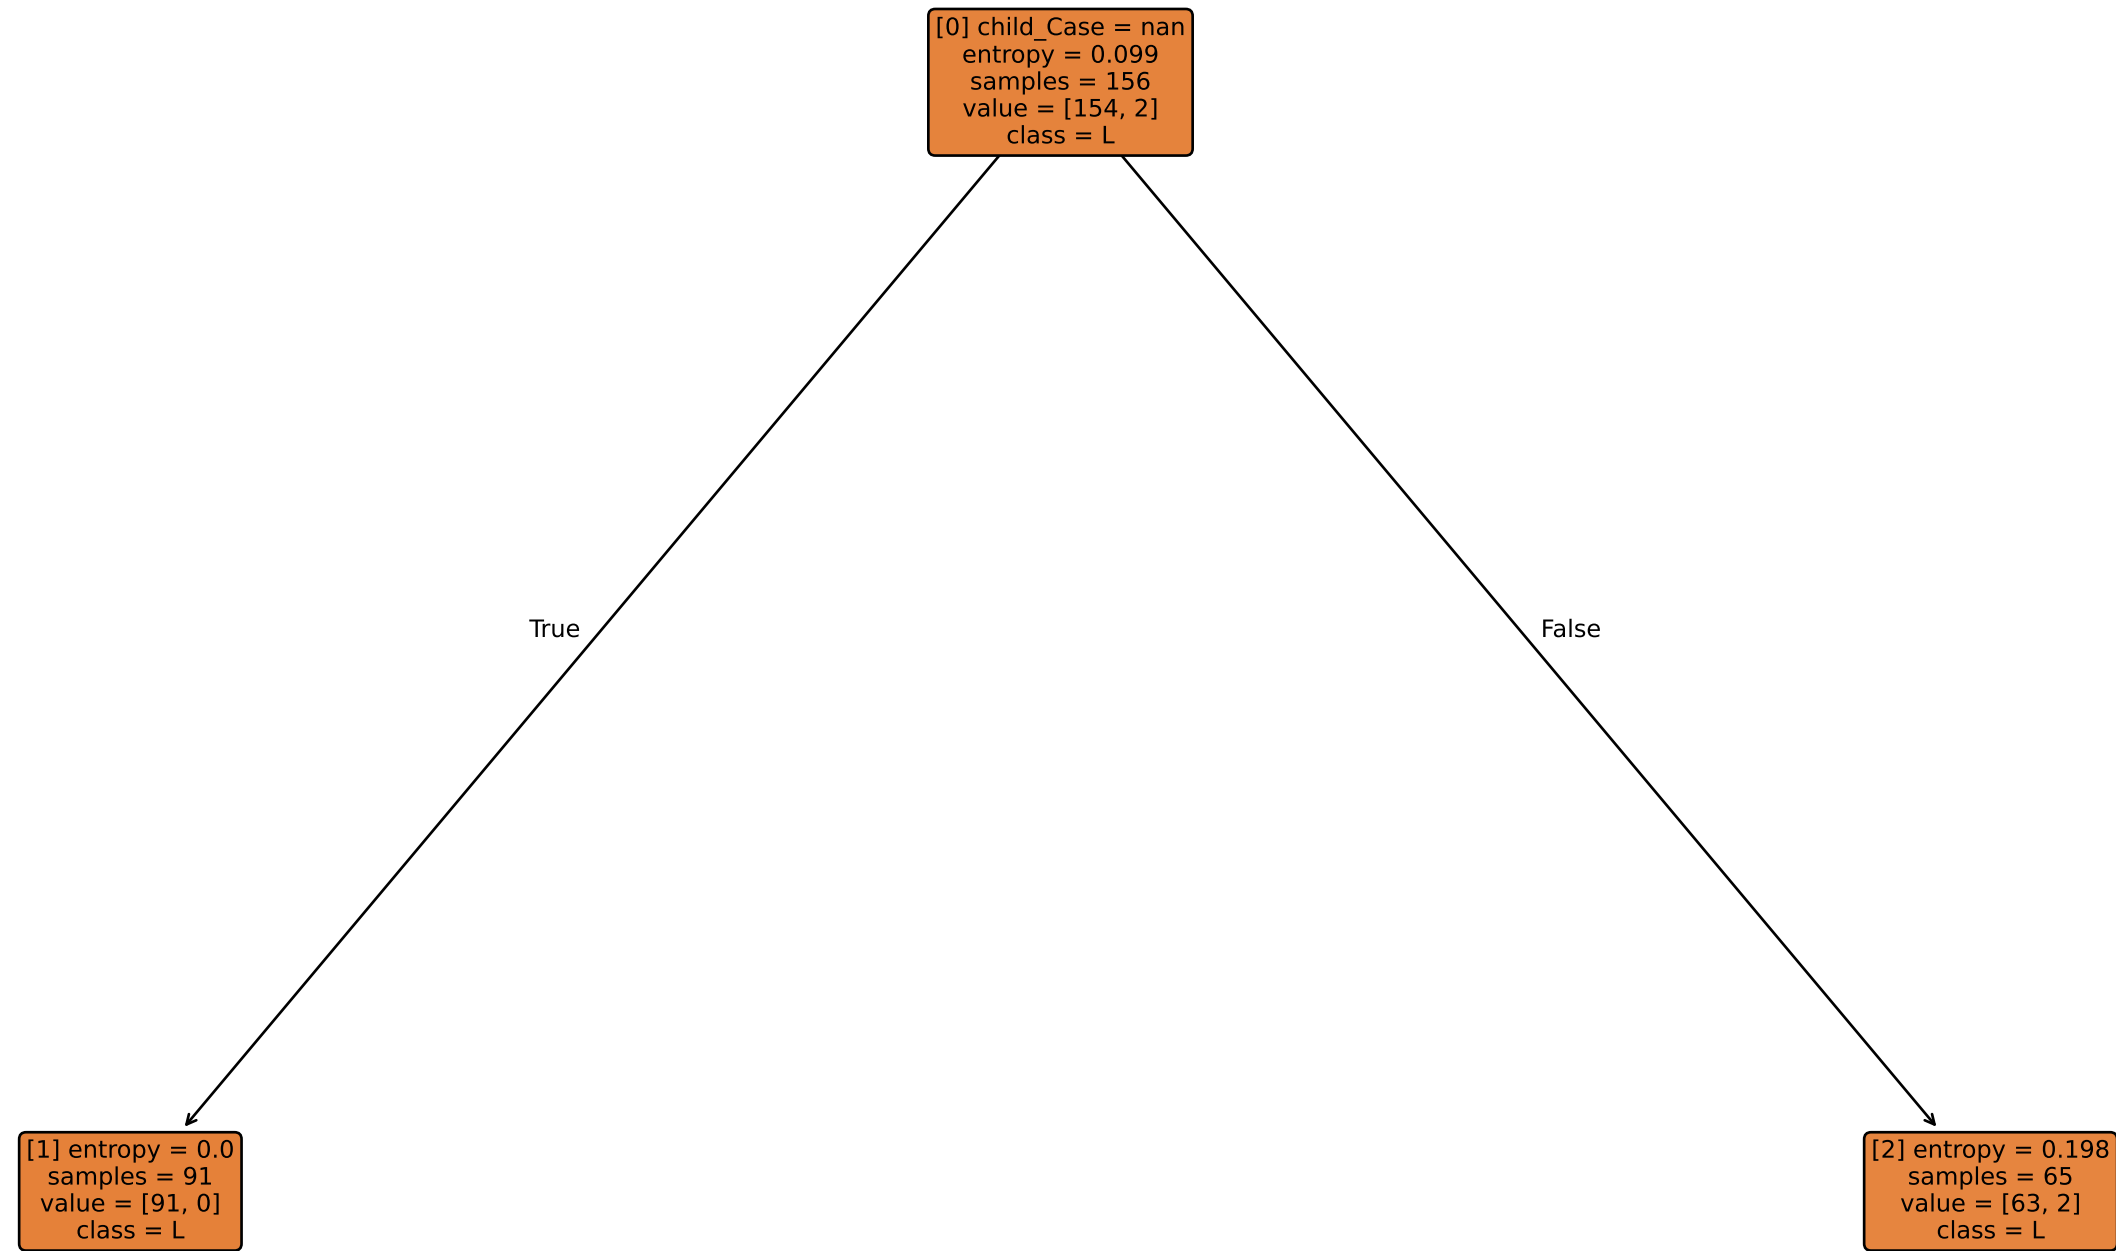 [0] child_Case = nan
entropy = 0.099
samples = 156
value = [154, 2]
class = L
True
False
[1] entropy = 0.0
samples = 91
value = [91, 0]
class = L
[2] entropy = 0.198
samples = 65
value = [63, 2]
class = L